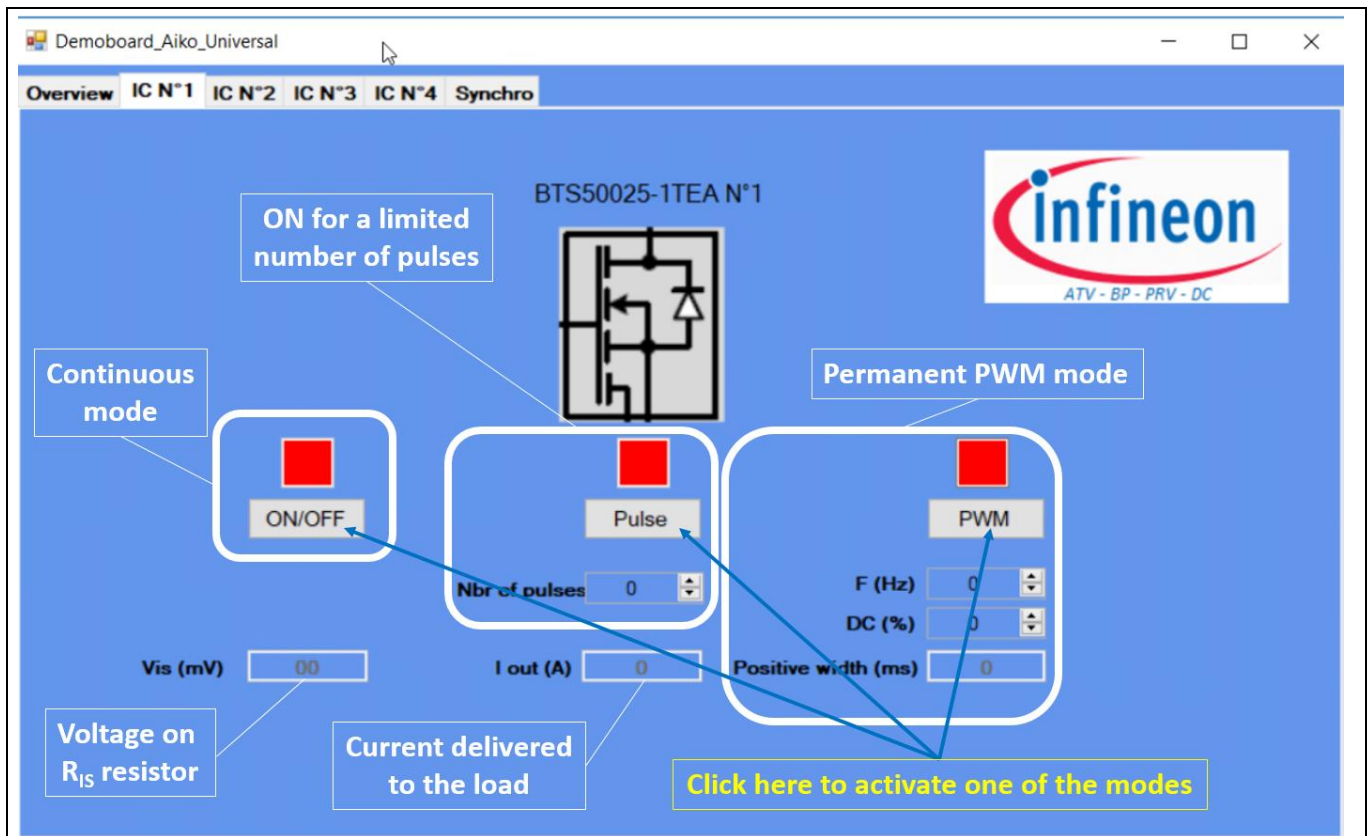 Demoboard_Aiko_Universal
Overview IC N°1 IC N°2 IC N°3 IC N°4 Synchro
BTS50025-1TEA N°1
infineon
ATV - BP - PRV - DC
ON for a limited
number of pulses
Continuous
mode
Permanent PWM mode
ON/OFF
Pulse
PWM
Nbr of pulses 0
F (Hz) 0
DC (%) 0
Vis (mV) 00
I out (A) 0
Positive width (ms) 0
Voltage on
RIS resistor
Current delivered
to the load
Click here to activate one of the modes